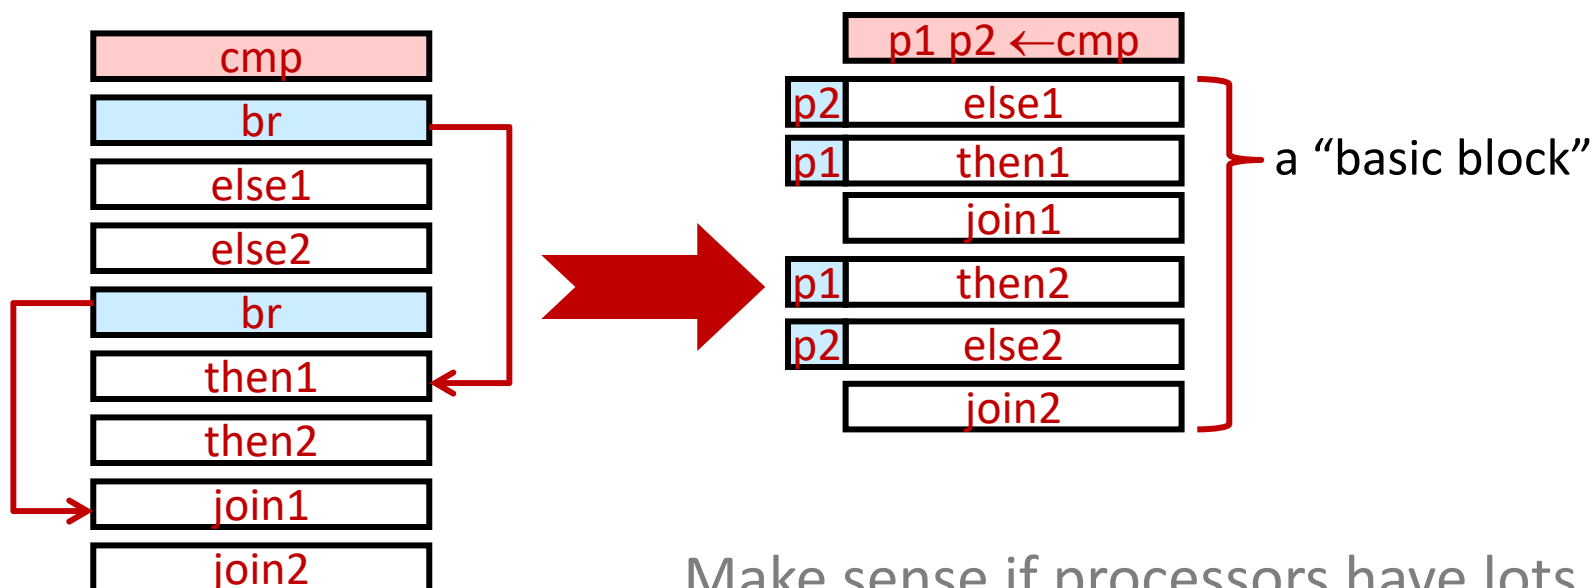 cmp
br
else1
else2
br
then1
then2
join1
join2
p1 p2 ←cmp
p2 else1
p1 then1
join1
p1 then2
p2 else2
join2
a “basic block”
Make sense if processors have lots